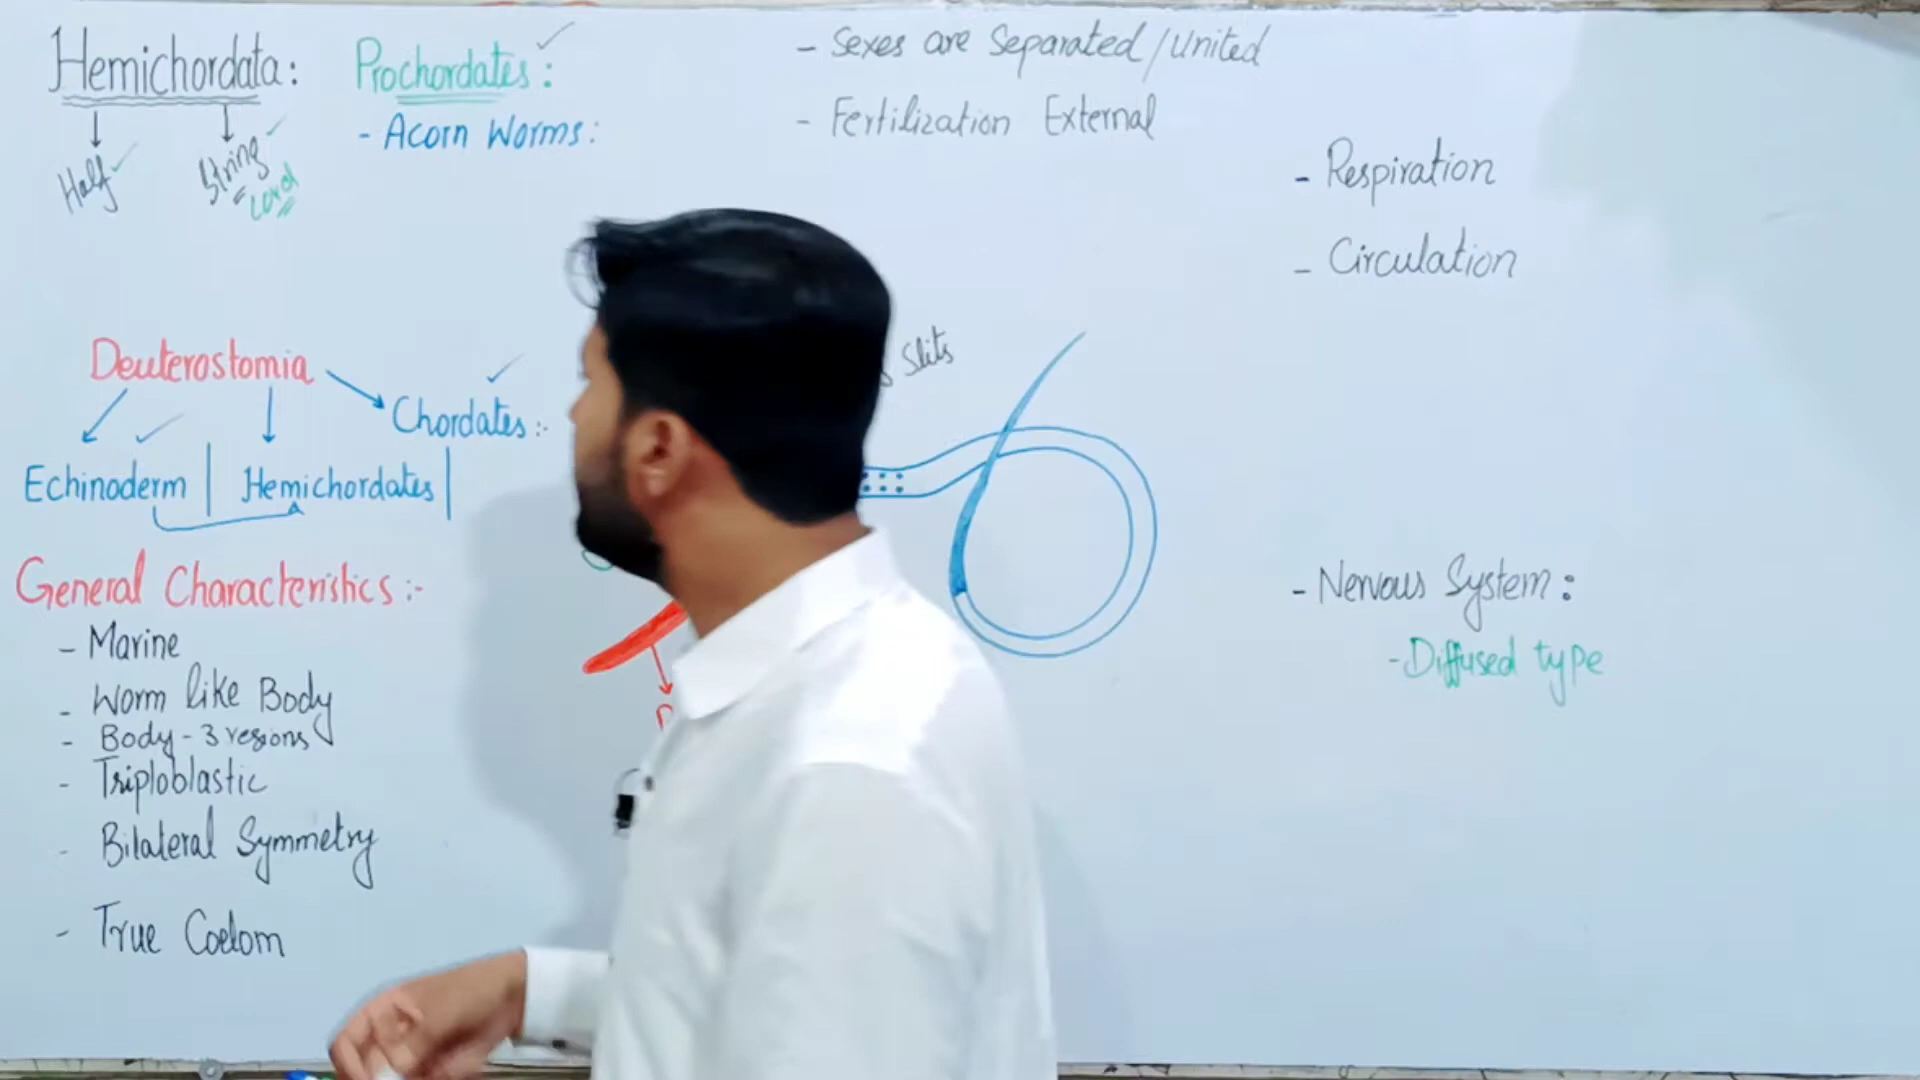 Hemichordata:
Half
String
Cord
Prochordates:
- Acorn Worms:
- Sexes are Separated/United
- Fertilization External
- Respiration
- Circulation
Slits
Deuterostomia
Chordates:-
Echinoderm | Hemichordates |
General Characteristics:-
- Marine
- Worm like Body
- Body - 3 regions
- Triploblastic
- Bilateral Symmetry
- True Coelom
- Nervous System:
- Diffused type